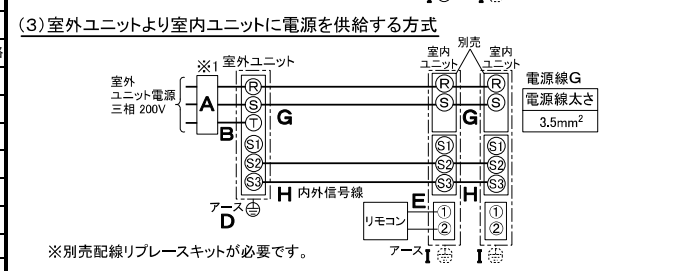 (3)室外ユニットより室内ユニットに電源を供給する方式
※1
室外ユニット
室内
ユニット
別売
室内
ユニット
室外
ユニット電源
三相 200V
A
B
R
S
T
S1
S2
S3
G
H 内外信号線
アース
D
R
S
S1
S2
S3
①
②
G
H
R
S
S1
S2
S3
①
②
E
リモコン
アース
I
I
電源線G
電源線太さ
3.5mm²
※別売配線リプレースキットが必要です。